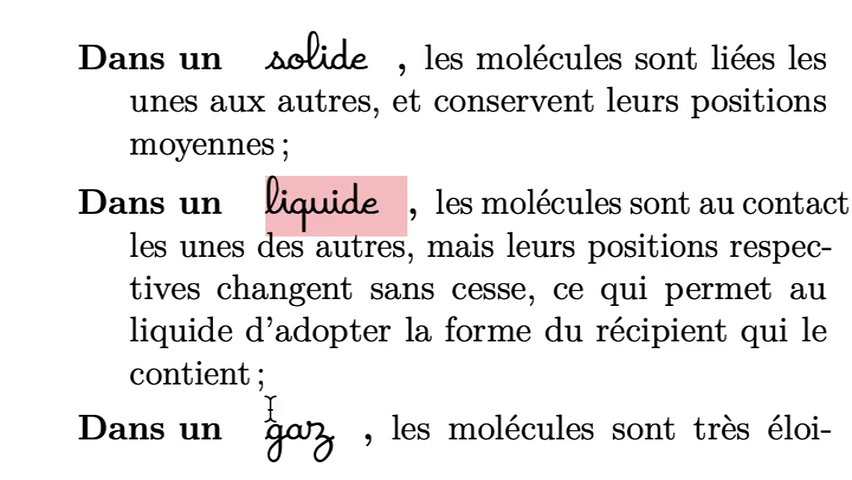 Dans un solide , les molécules sont liées les
unes aux autres, et conservent leurs positions
moyennes ;
Dans un liquide , les molécules sont au contact
les unes des autres, mais leurs positions respec-
tives changent sans cesse, ce qui permet au
liquide d'adopter la forme du récipient qui le
contient ;
Dans un gaz , les molécules sont très éloi-